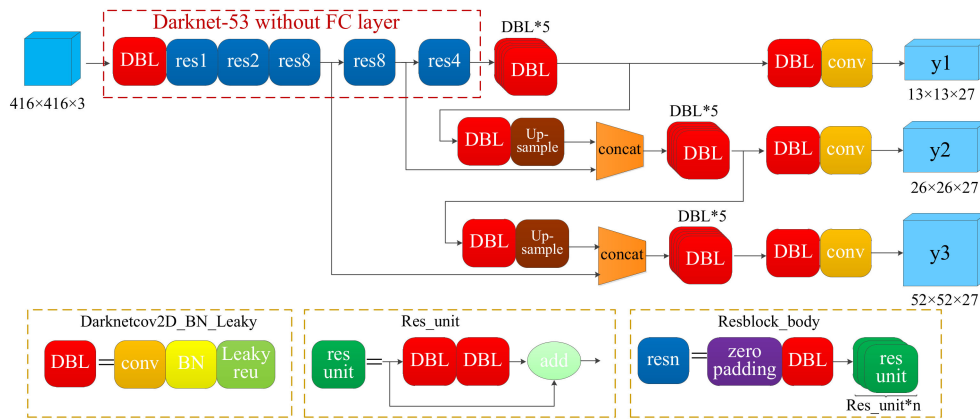 Darknet-53 without FC layer
416×416×3
DBL
res1
res2
res8
res8
res4
DBL*5
DBL
DBL
conv
y1
13×13×27
DBL
Up-
sample
concat
DBL*5
DBL
DBL
conv
y2
26×26×27
DBL
Up-
sample
concat
DBL*5
DBL
DBL
conv
y3
52×52×27
Darknetcov2D_BN_Leaky
DBL
=
conv
BN
Leaky
reu
Res_unit
res
unit
=
DBL
DBL
add
Resblock_body
resn
=
zero
padding
DBL
res
unit
Res_unit*n